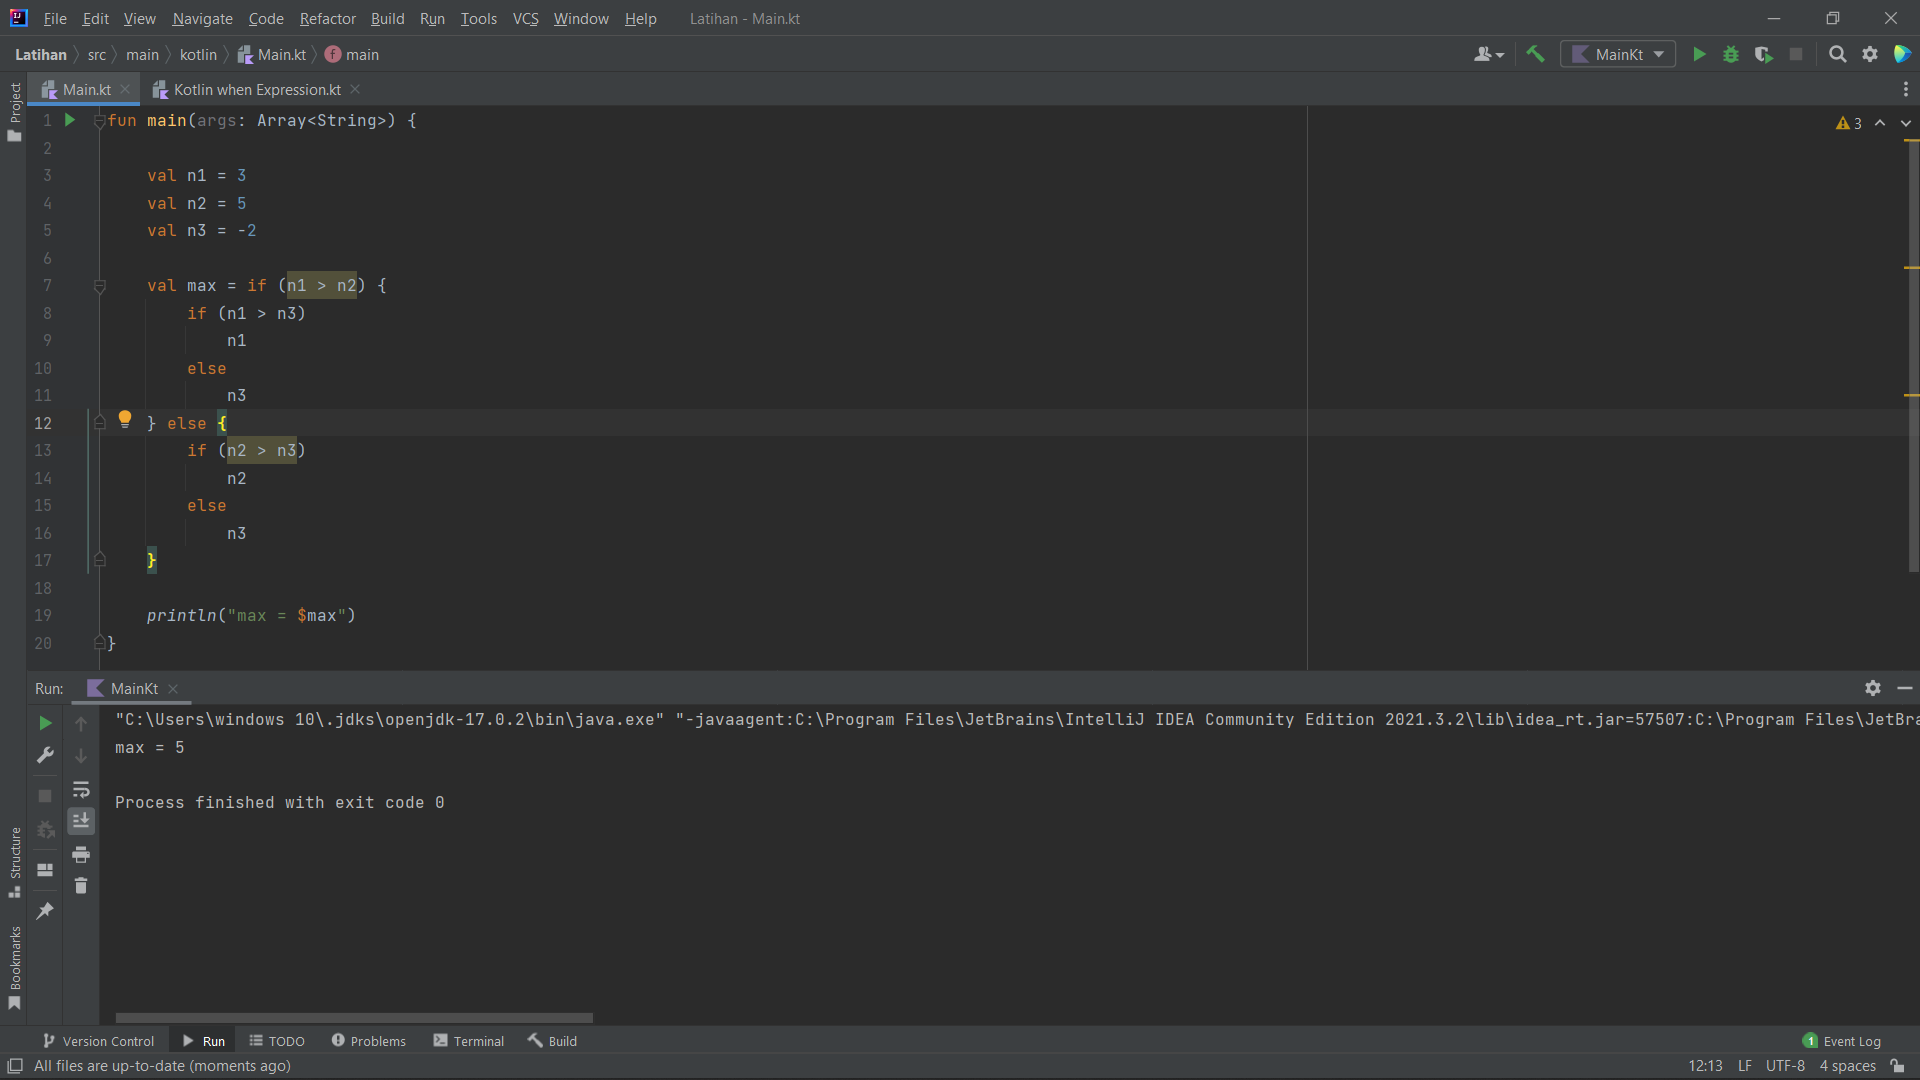 File Edit View Navigate Code Refactor Build Run Tools VCS Window Help Latihan - Main.kt
Latihan src main kotlin Main.kt main MainKt
Project
Main.kt Kotlin when Expression.kt
1 fun main(args: Array<String>) {
3
2
3 val n1 = 3
4 val n2 = 5
5 val n3 = -2
6
7 val max = if (n1 > n2) {
8 if (n1 > n3)
9 n1
10 else
11 n3
12 } else {
13 if (n2 > n3)
14 n2
15 else
16 n3
17 }
18
19 println("max = $max")
20 }
Run: MainKt
"C:\Users\windows 10\.jdks\openjdk-17.0.2\bin\java.exe" "-javaagent:C:\Program Files\JetBrains\IntelliJ IDEA Community Edition 2021.3.2\lib\idea_rt.jar=57507:C:\Program Files\JetBra
max = 5
Process finished with exit code 0
Structure
Bookmarks
Version Control Run TODO Problems Terminal Build 1 Event Log
All files are up-to-date (moments ago) 12:13 LF UTF-8 4 spaces